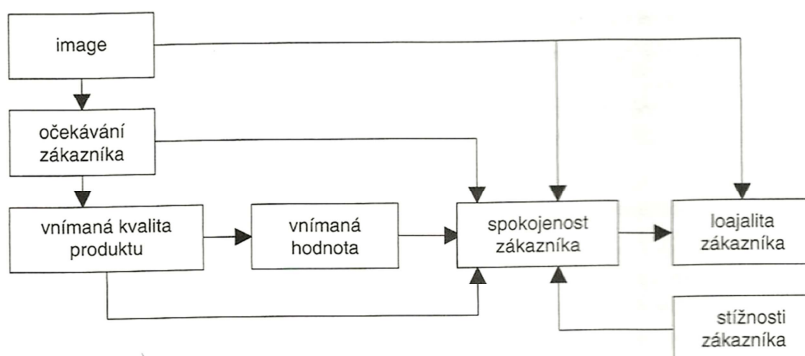 image
očekávání
zákazníka
vnímaná kvalita
produktu
vnímaná
hodnota
spokojenost
zákazníka
loajalita
zákazníka
stížnosti
zákazníka